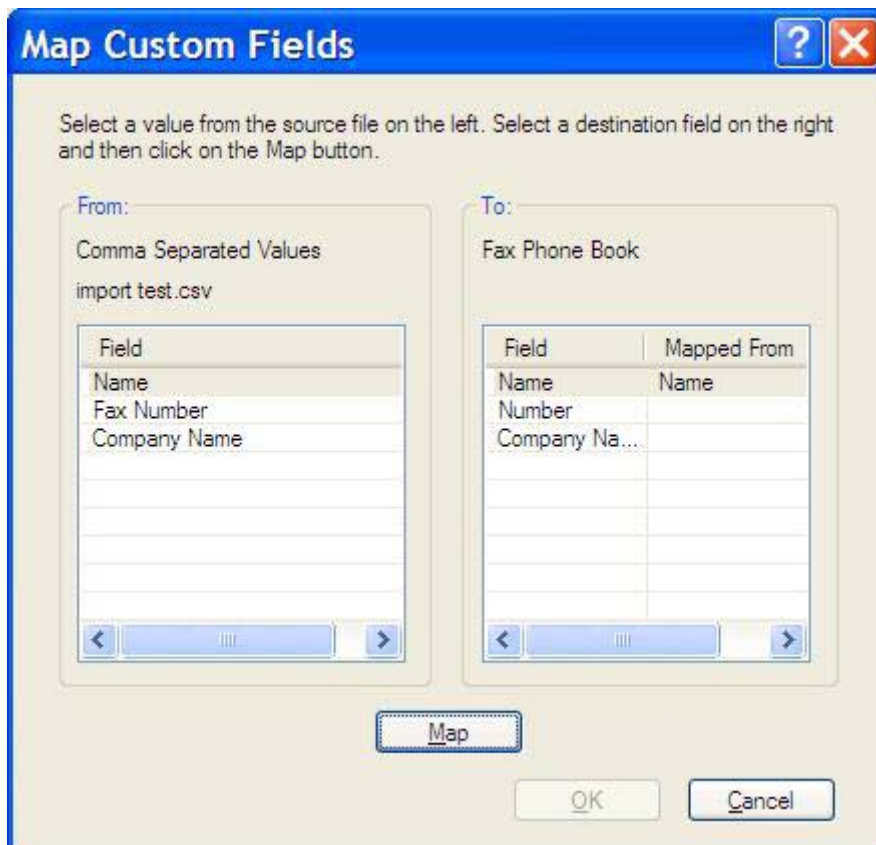 Map Custom Fields
?
Select a value from the source file on the left. Select a destination field on the right
and then click on the Map button.
From:
Comma Separated Values
import test.csv
Field
Name
Fax Number
Company Name
To:
Fax Phone Book
Field Mapped From
Name Name
Number
Company Na...
Map
OK Cancel